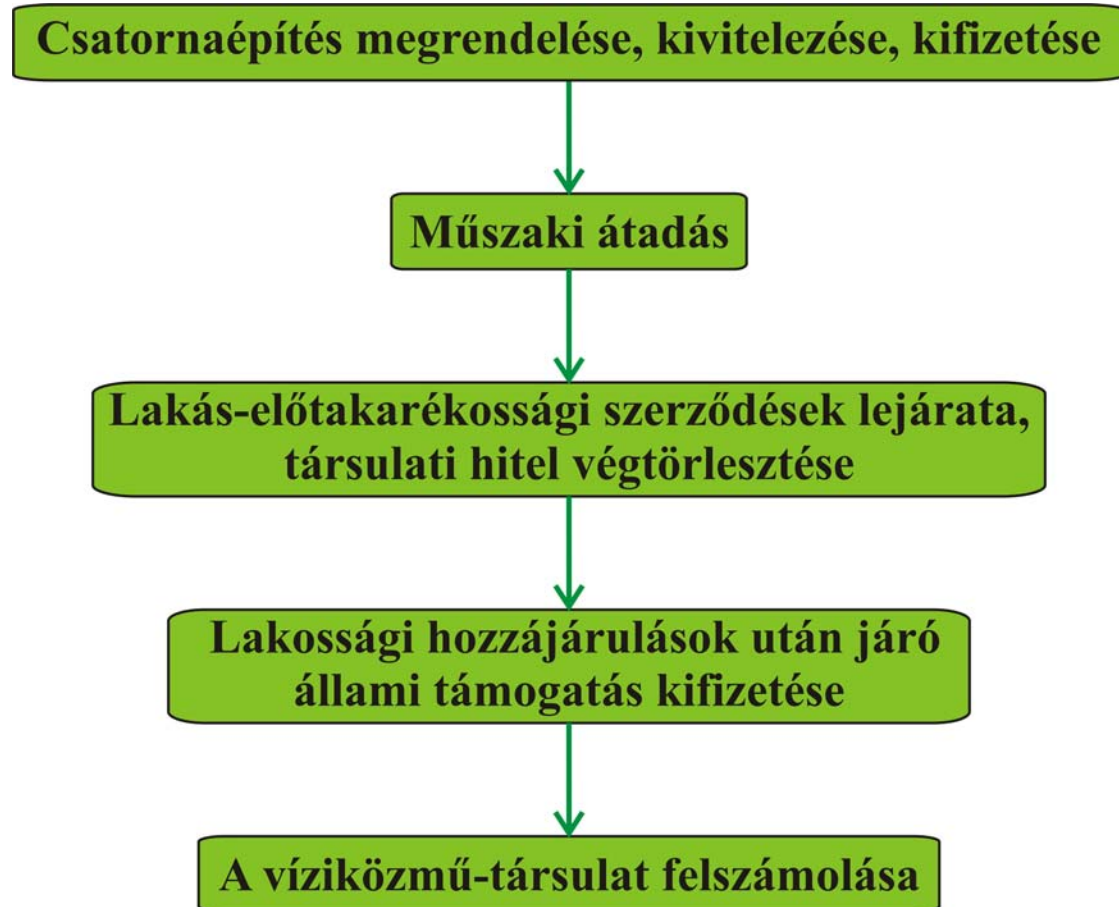 Csatornaépítés megrendelése, kivitelezése, kifizetése
Műszaki átadás
Lakás-előtakarékossági szerződések lejárata,
társulati hitel végtörlesztése
Lakossági hozzájárulások után járó
állami támogatás kifizetése
A víziközmű-társulat felszámolása